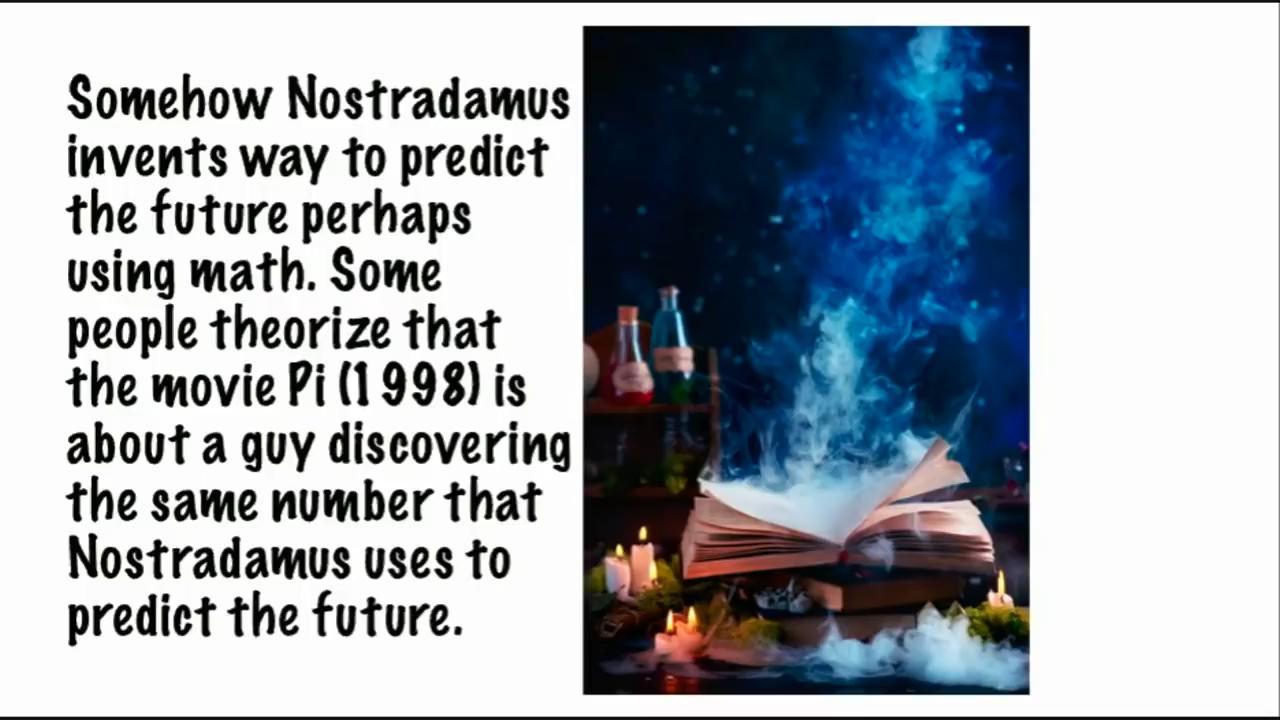 Somehow Nostradamus
invents way to predict
the future perhaps
using math. Some
people theorize that
the movie Pi (1998) is
about a guy discovering
the same number that
Nostradamus uses to
predict the future.